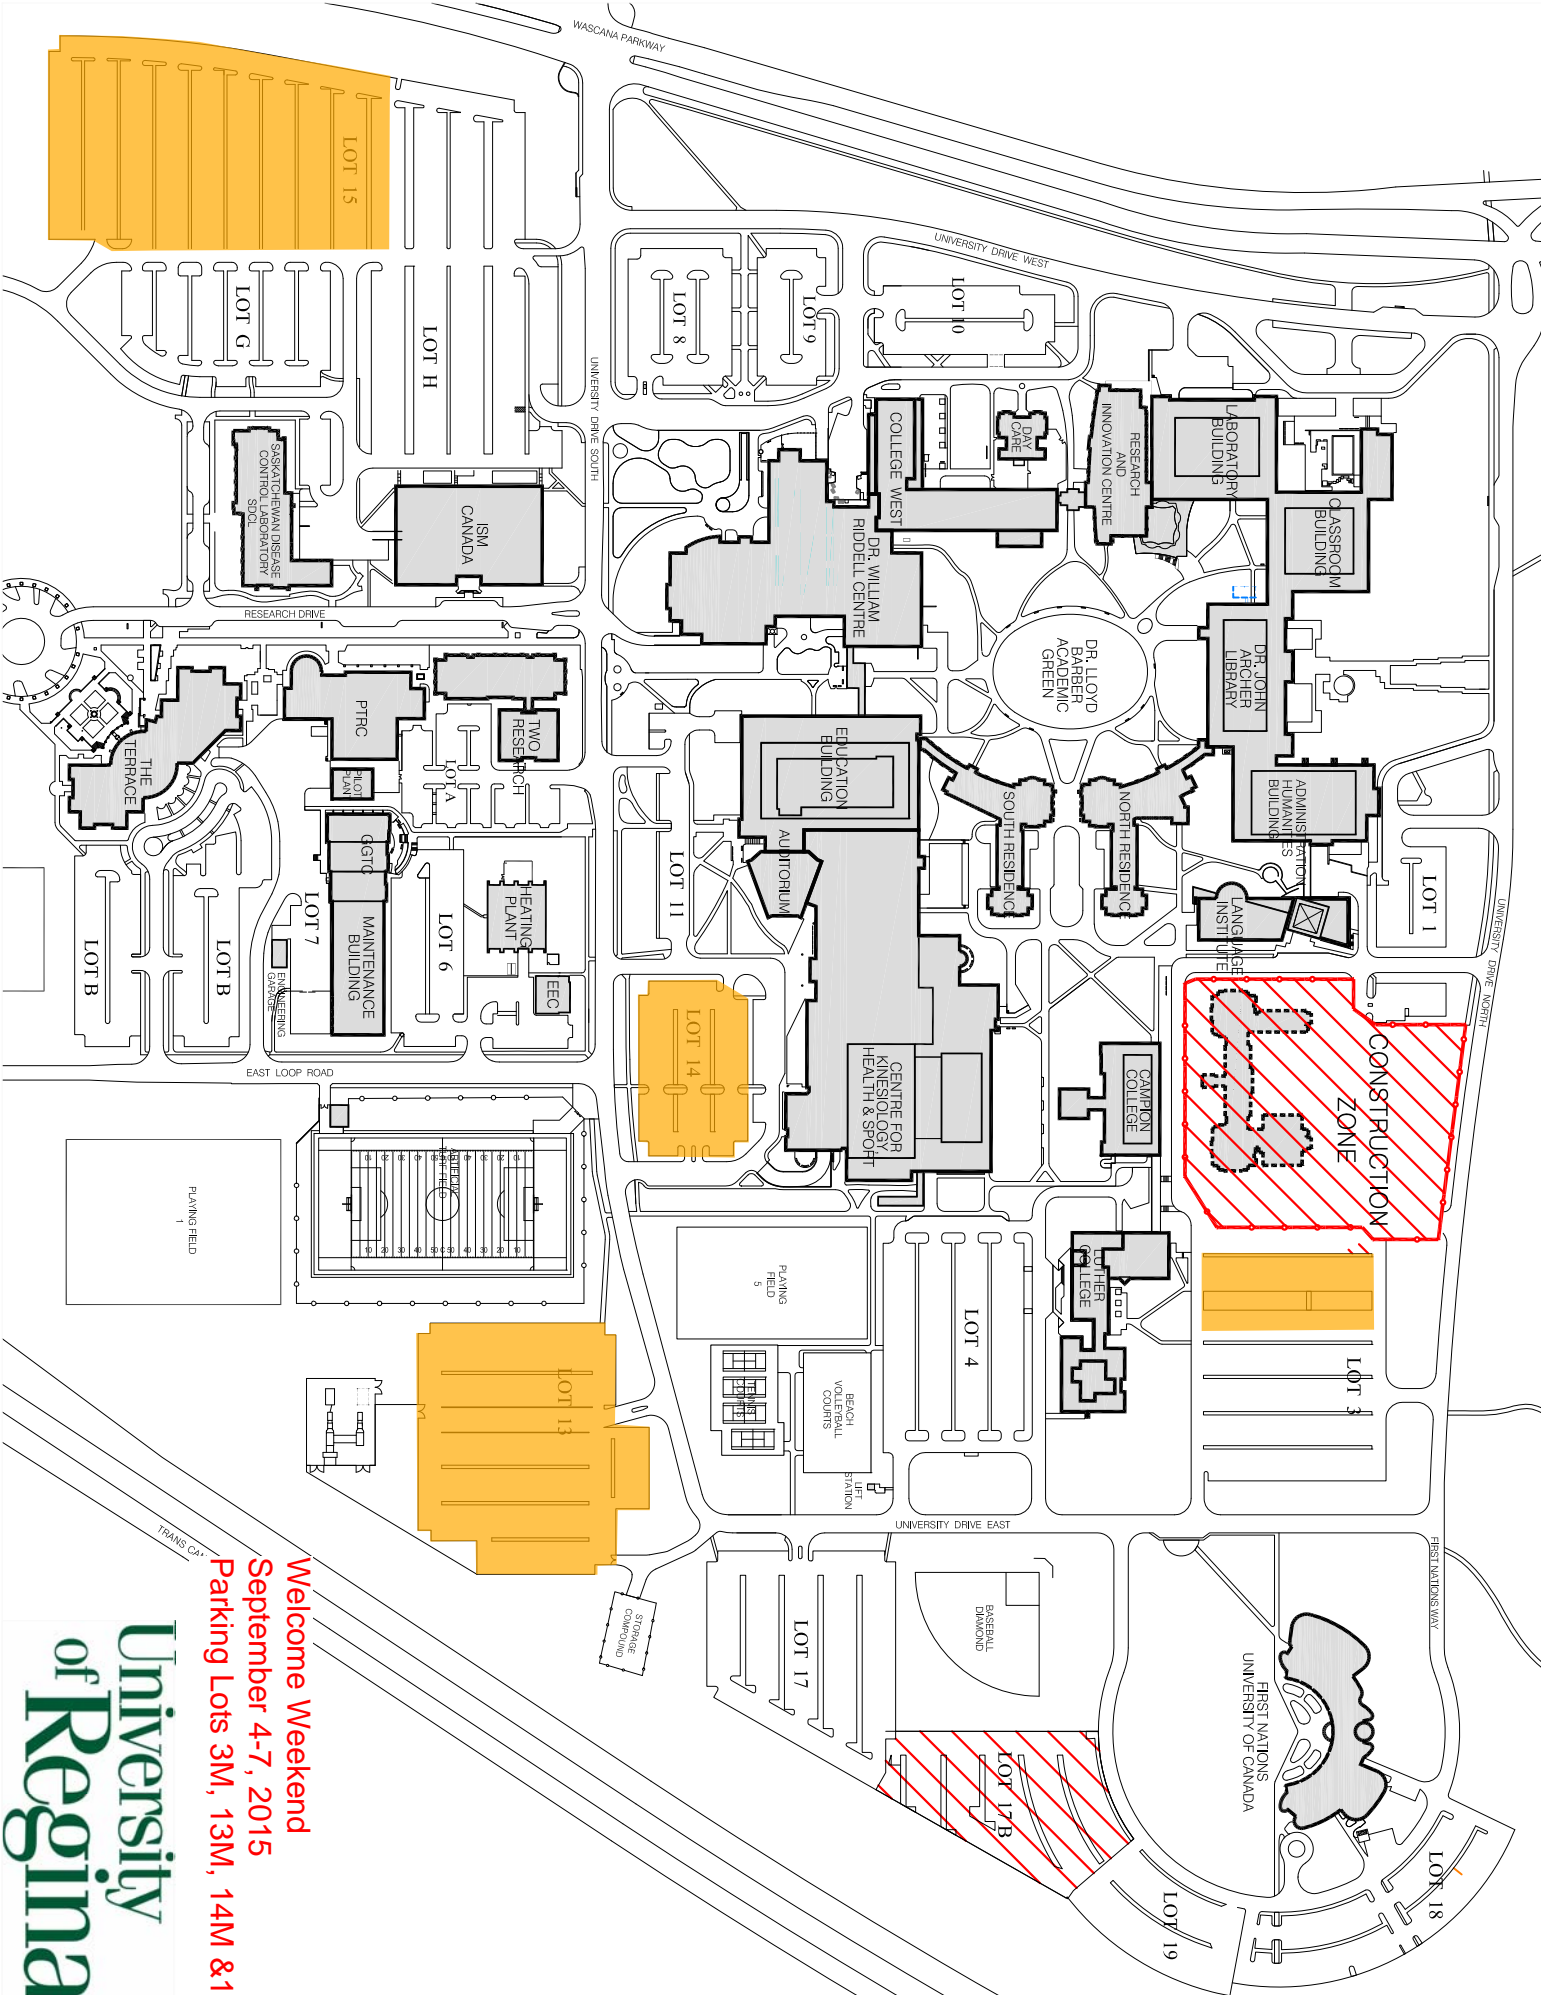 WASCANA PARKWAY
LOT 15
UNIVERSITY DRIVE WEST
LOT G
LOT H
LOT 8
LOT 9
LOT 10
UNIVERSITY DRIVE SOUTH
SASKATCHEWAN DISEASE
CONTROL LABORATORY
SDCL
ISM
CANADA
COLLEGE WEST
DAY
CARE
RESEARCH
AND
INNOVATION CENTRE
LABORATORY
BUILDING
CLASSROOM
BUILDING
DR. WILLIAM
RIDDELL CENTRE
RESEARCH DRIVE
DR. LLOYD
BARBER
ACADEMIC
GREEN
DR. JOHN
ARCHER
LIBRARY
THE
TERRACE
PTRC
PILOT
PLANT
TWO
RESEARCH
LOT A
EDUCATION
BUILDING
AUDITORIUM
SOUTH RESIDENCE
NORTH RESIDENCE
ADMINISTRATION
HUMANITIES
BUILDING
LOT 1
UNIVERSITY DRIVE NORTH
GGTC
MAINTENANCE
BUILDING
LOT 6
LOT 7
HEATING
PLANT
EEC
ENGINEERING
GARAGE
LOT B
LOT B
LOT 11
LANGUAGE
INSTITUTE
LOT 14
EAST LOOP ROAD
CENTRE FOR
KINESIOLOGY,
HEALTH & SPORT
CAMPION
COLLEGE
CONSTRUCTION
ZONE
PLAYING FIELD
1
ARTIFICIAL
TURF FIELD
PLAYING
FIELD
5
LOT 4
LUTHER
COLLEGE
LOT 3
LOT 13
TENNIS
COURTS
BEACH
VOLLEYBALL
COURTS
LIFT
STATION
UNIVERSITY DRIVE EAST
FIRST NATIONS WAY
TRANS CA
STORAGE
COMPOUND
LOT 17
BASEBALL
DIAMOND
LOT 17B
FIRST NATIONS
UNIVERSITY OF CANADA
LOT 18
LOT 19
Welcome Weekend
September 4-7, 2015
Parking Lots 3M, 13M, 14M &1
University
of Regina